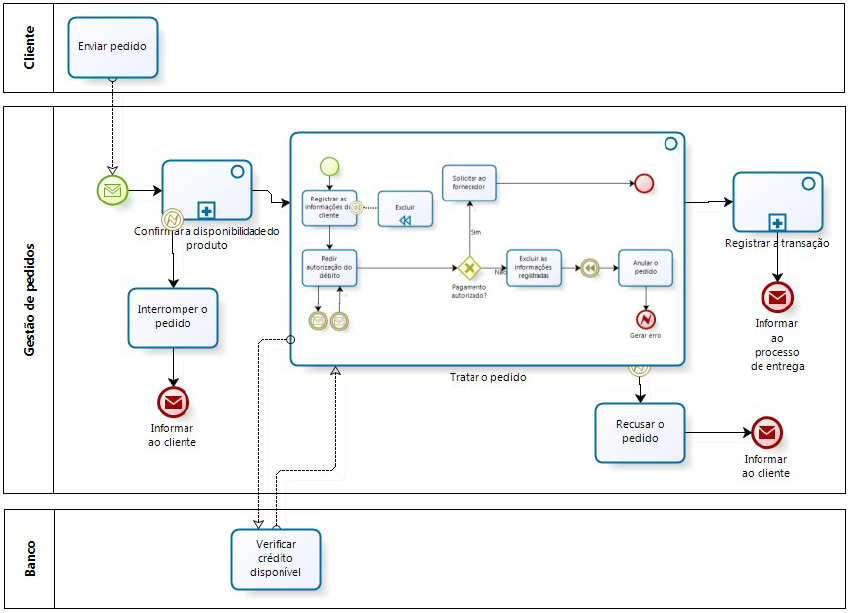 Cliente
Enviar pedido
Gestão de pedidos
Confirmar a disponibilidade do
produto
Interromper o
pedido
Informar
ao cliente
Registrar as
informações do
cliente
Excluir
Pedir
autorização do
débito
Solicitar ao
fornecedor
Sim
Não
Pagamento
autorizado?
Excluir as
informações
registradas
Anular o
pedido
Gerar erro
Tratar o pedido
Registrar a transação
Informar
ao
processo
de entrega
Recusar o
pedido
Informar
ao cliente
Banco
Verificar
crédito
disponível